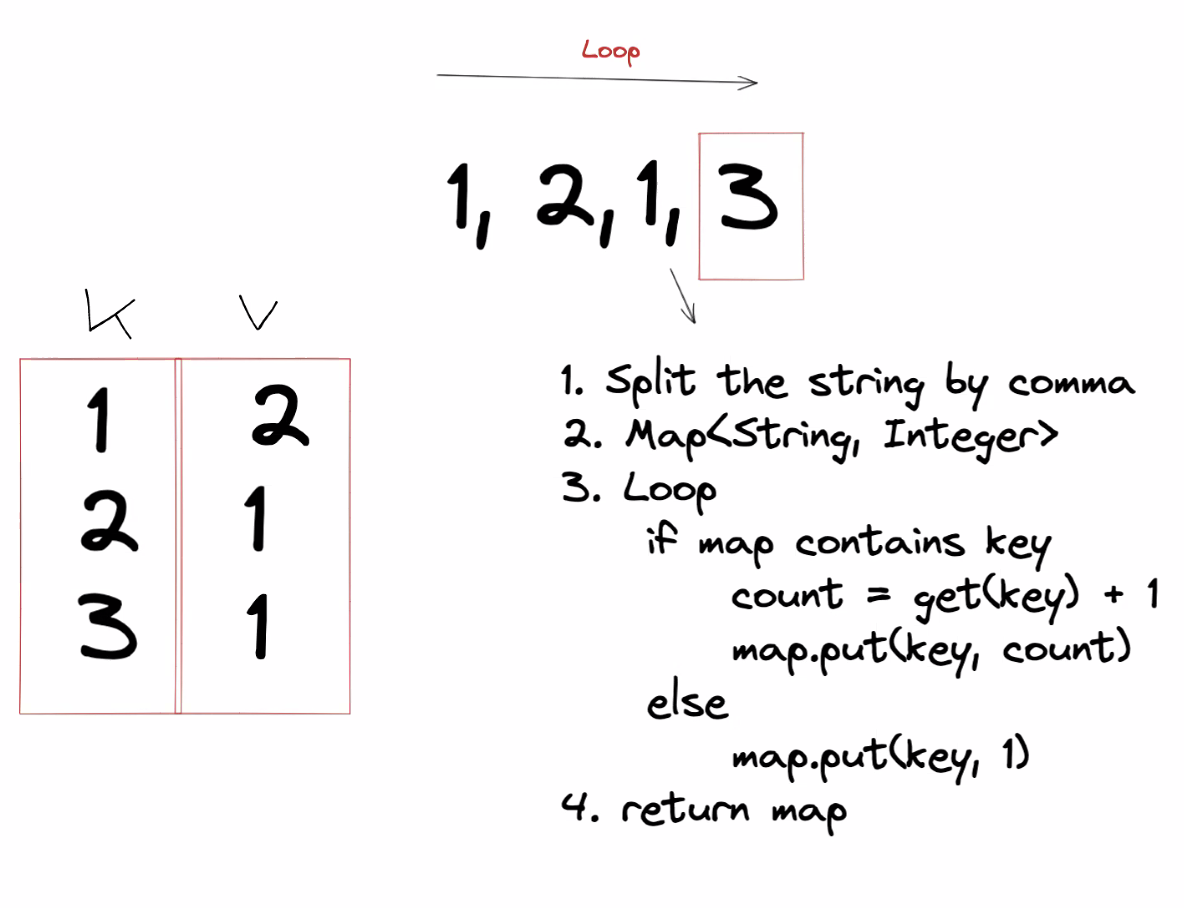 Loop
1, 2, 1, 3
K V
1 2
2 1
3 1
1. Split the string by comma
2. Map<String, Integer>
3. Loop
if map contains key
count = get(key) + 1
map.put(key, count)
else
map.put(key, 1)
4. return map